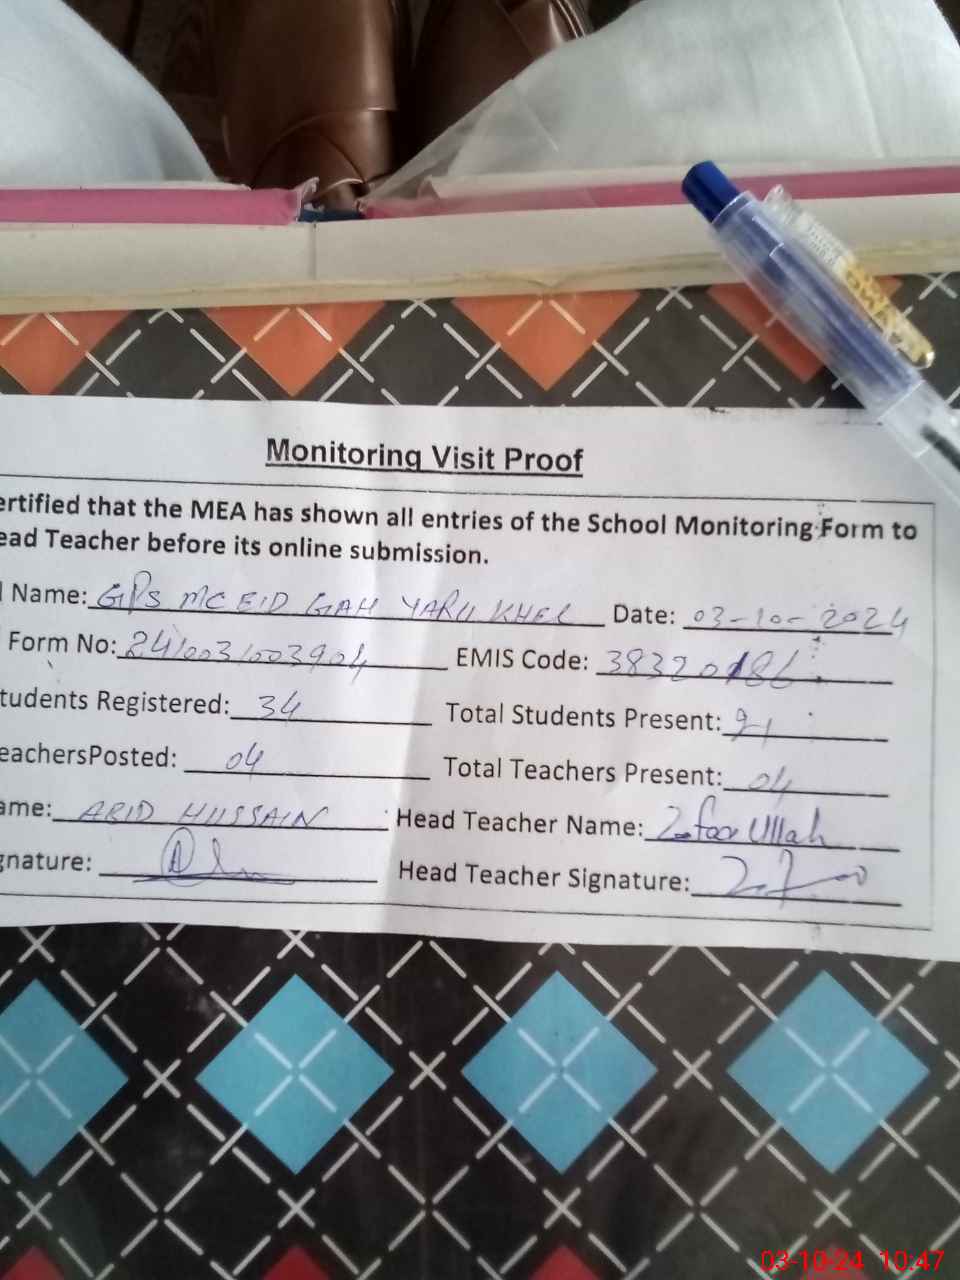 Monitoring Visit Proof
ertified that the MEA has shown all entries of the School Monitoring Form to
ead Teacher before its online submission.
l Name: GPS MC EID GAH YARU KHEL Date: 03-10-2024
Form No: 2410031003904 EMIS Code: 38320186
tudents Registered: 34 Total Students Present:
eachersPosted: 04 Total Teachers Present: 04
ame: ABID HUSSAIN Head Teacher Name: Zafar Ullah
gnature: Head Teacher Signature:
03-10-24 10:47